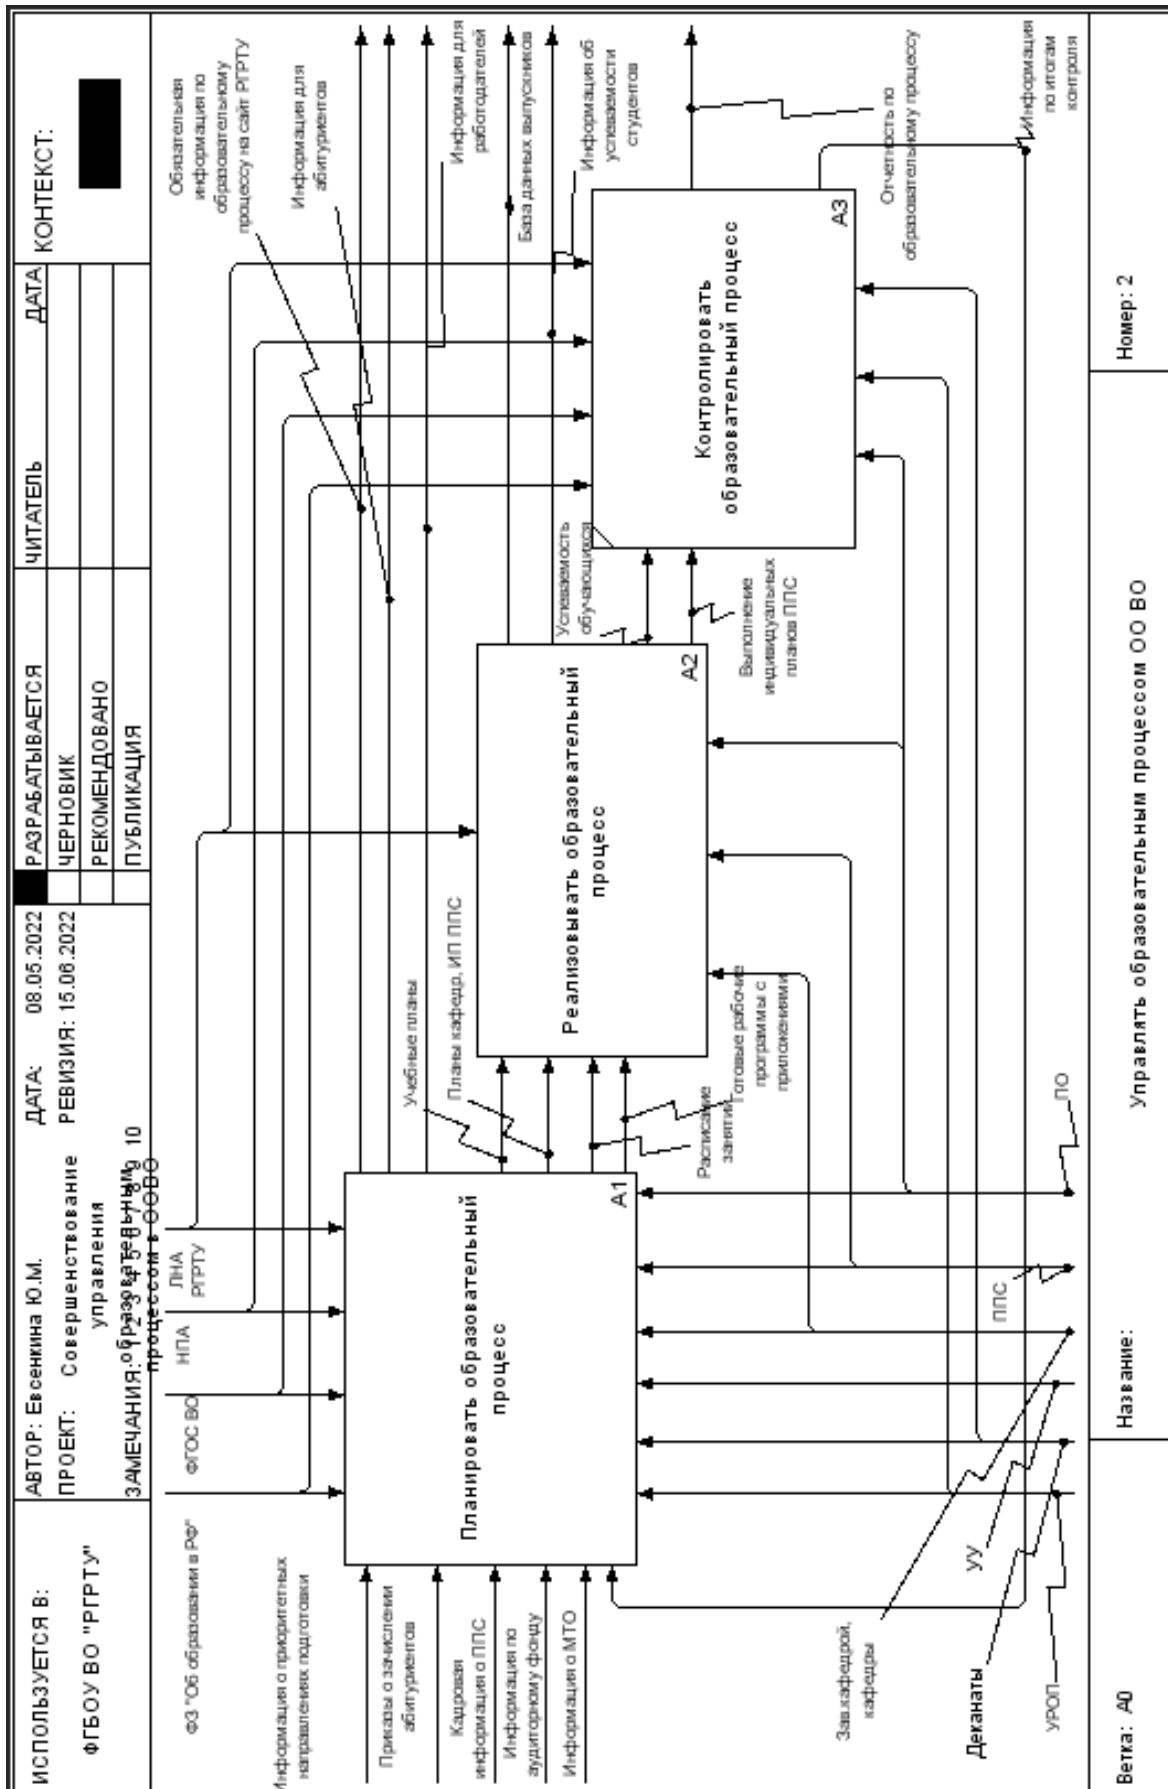 ИСПОЛЬЗУЕТСЯ В:
ФГБОУ ВО "РГРТУ"
АВТОР: Евсенкина Ю.М.
ПРОЕКТ: Совершенствование
управления
образовательным
процессом в ООВО
ЗАМЕЧАНИЯ: 1 2 3 4 5 6 7 8 9 10
ДАТА: 08.05.2022
РЕВИЗИЯ: 15.06.2022
РАЗРАБАТЫВАЕТСЯ
ЧЕРНОВИК
РЕКОМЕНДОВАНО
ПУБЛИКАЦИЯ
ЧИТАТЕЛЬ
ДАТА
КОНТЕКСТ:
ФЗ "Об образовании в РФ"
ФГОС ВО
НПА
ЛНА
РГРТУ
Обязательная
информация по
образовательному
процессу на сайт РГРТУ
Информация для
абитуриентов
Информация для
работодателей
База данных выпускников
Информация об
успеваемости
студентов
Информация о приоритетных
направлениях подготовки
Приказы о зачислении
абитуриентов
Кадровая
информация о ППС
Информация по
аудиторному фонду
Информация о МТО
Планировать образовательный
процесс
А1
Учебные планы
Планы кафедр, ИП ППС
Расписание
занятий
Готовые рабочие
программы с
приложениями
Реализовывать образовательный
процесс
А2
Успеваемость
обучающихся
Выполнение
индивидуальных
планов ППС
Контролировать
образовательный процесс
А3
Отчетность по
образовательному процессу
Информация
по итогам
контроля
Зав.кафедрой,
кафедры
Деканаты
УРОП
УУ
ППС
ПО
Ветка: А0
Название:
Управлять образовательным процессом ОО ВО
Номер: 2